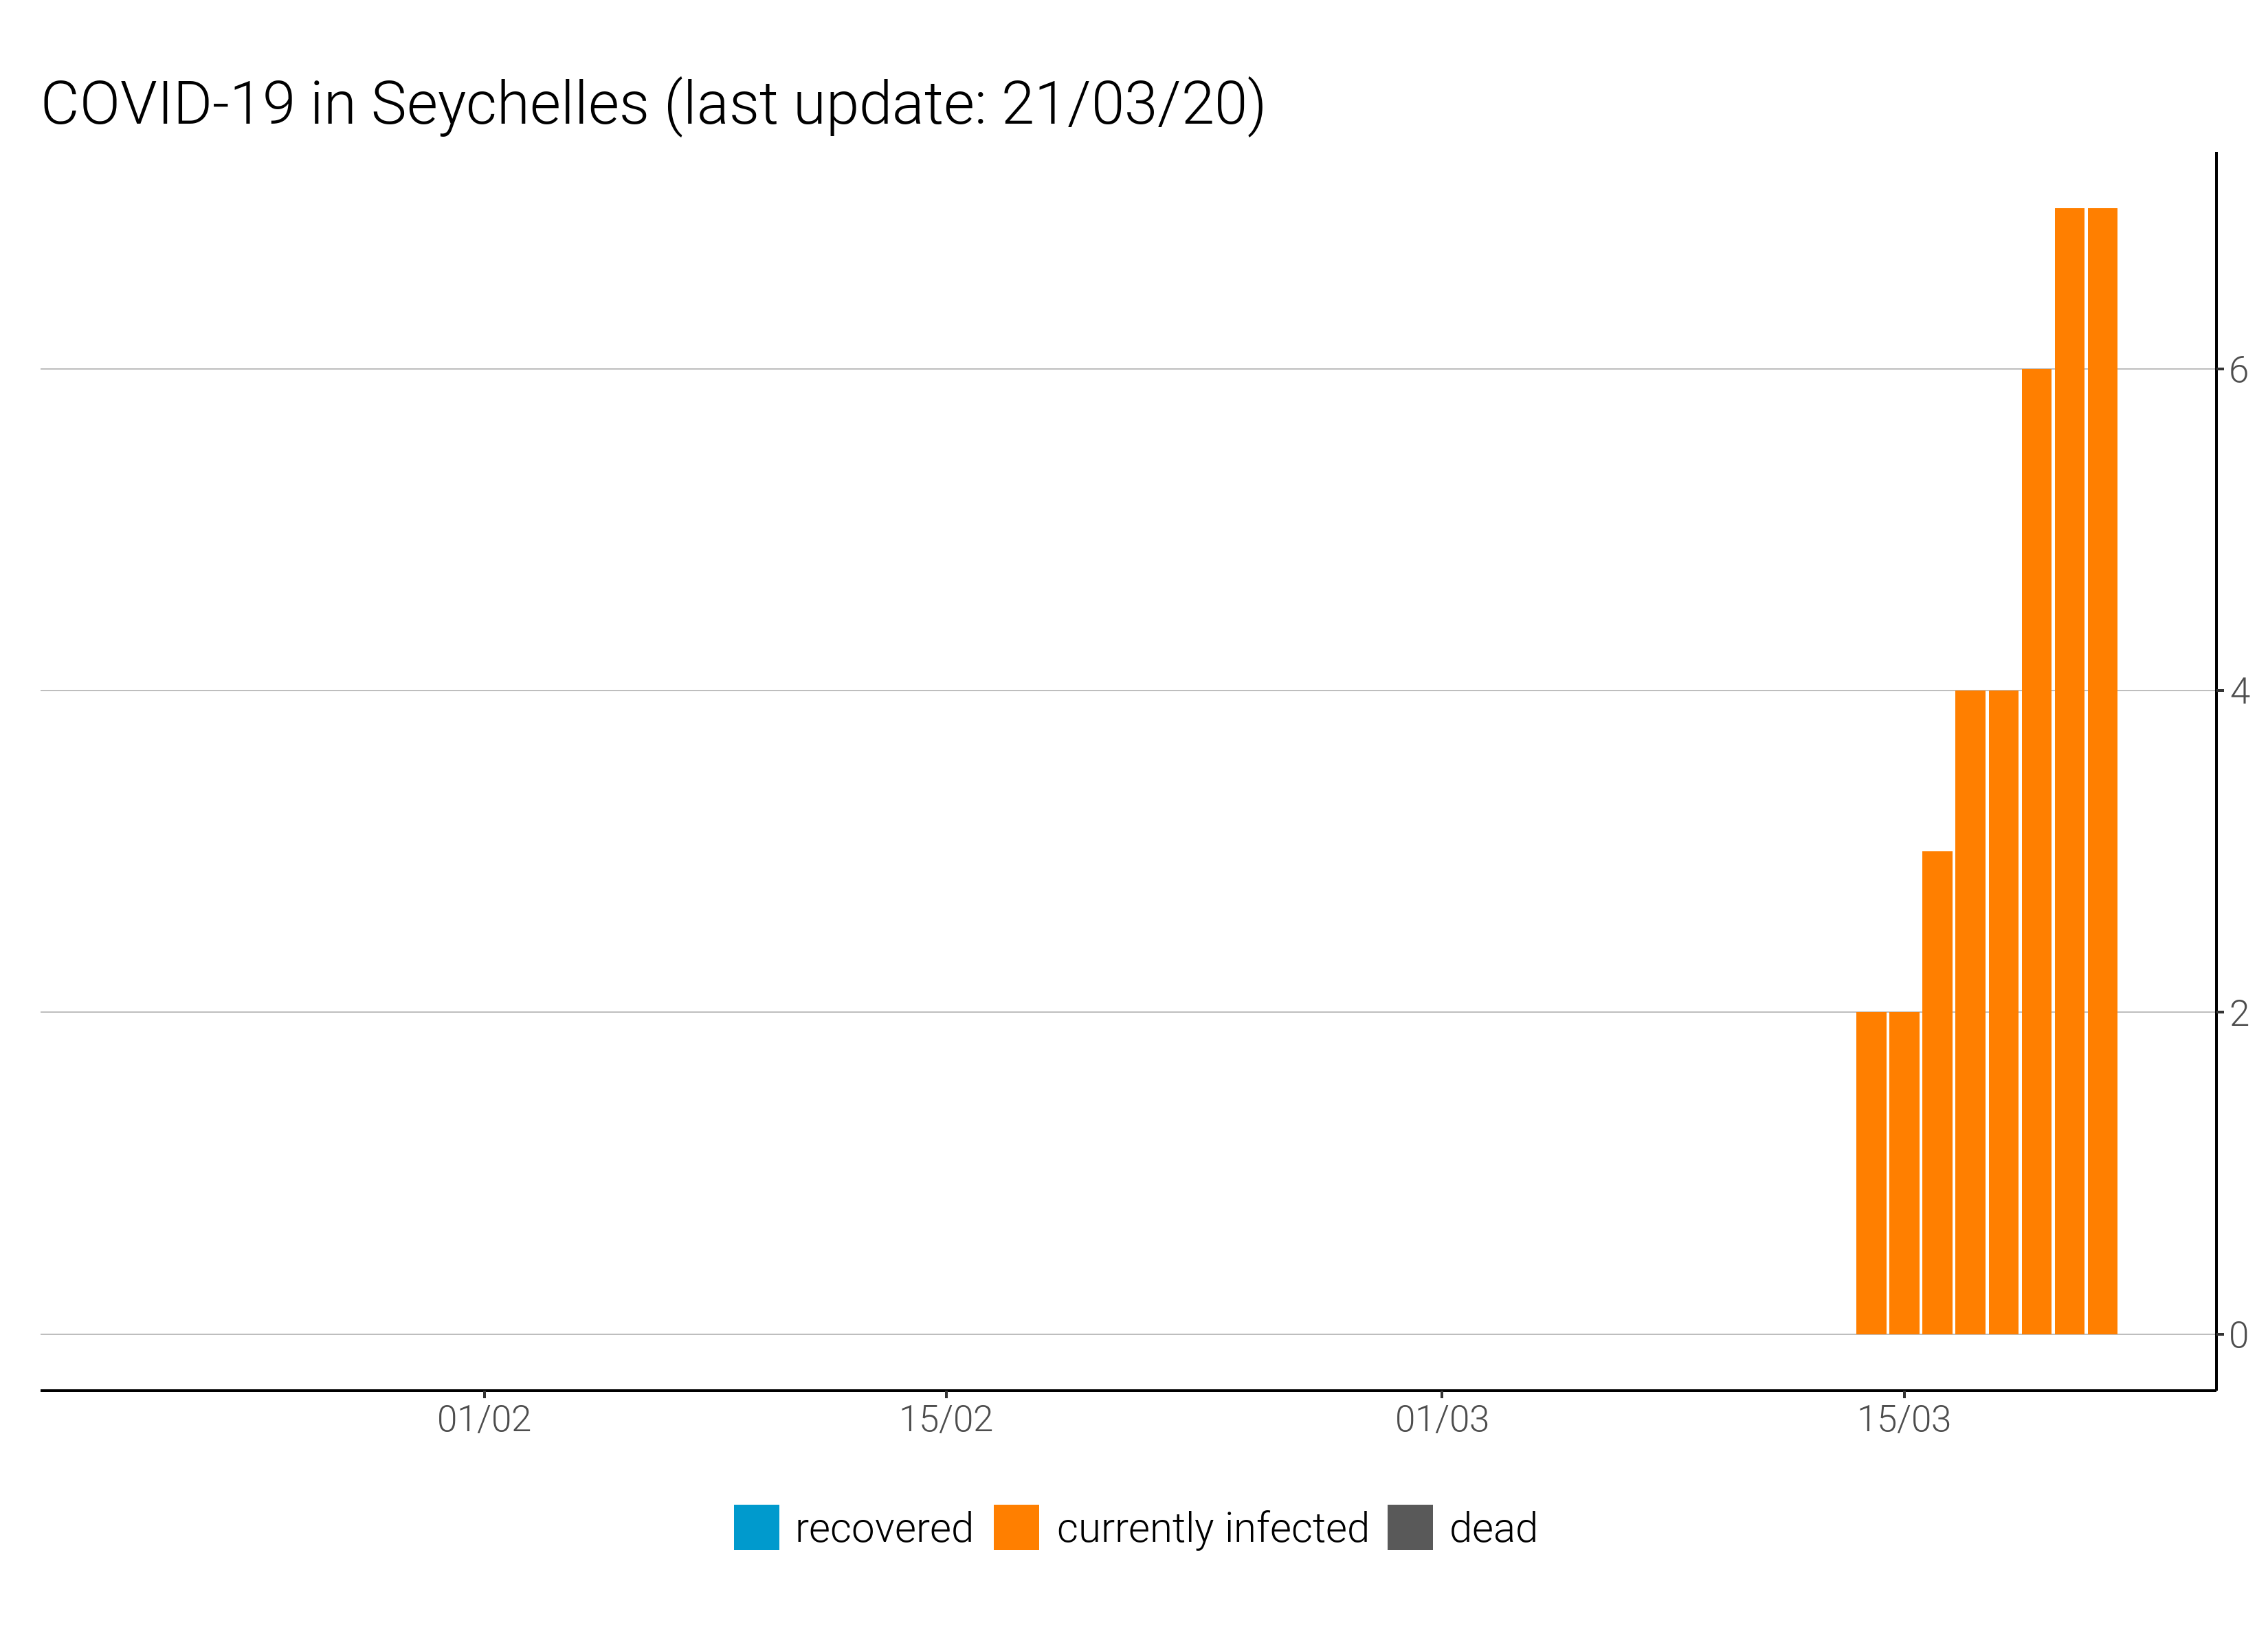 COVID-19 in Seychelles (last update: 21/03/20)
6
4
2
0
01/02 15/02 01/03 15/03
recovered currently infected dead